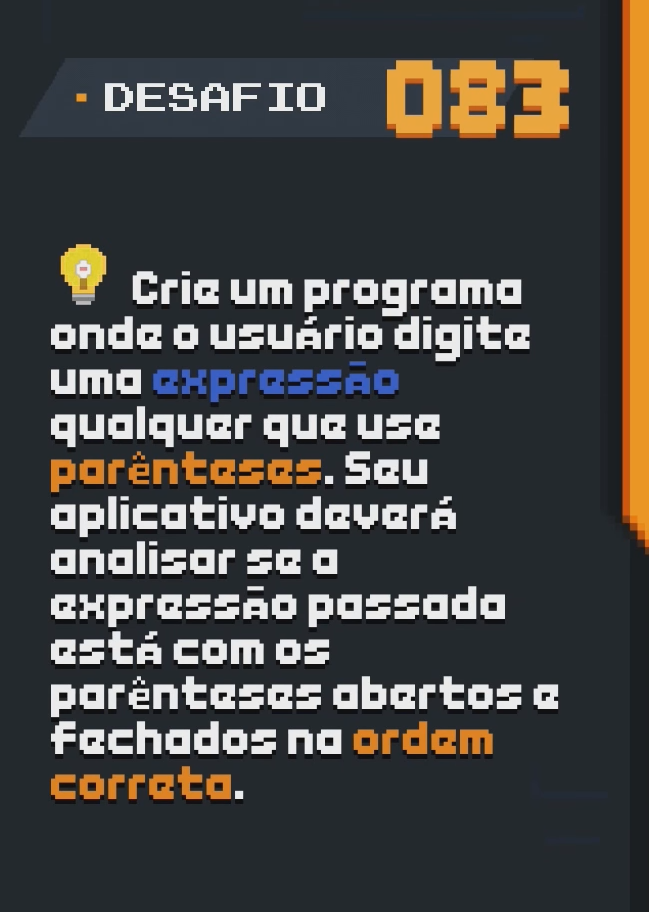 DESAFIO 083
Crie um programa
onde o usuário digite
uma expressão
qualquer que use
parênteses. Seu
aplicativo deverá
analisar se a
expressão passada
está com os
parênteses abertos e
fechados na ordem
correta.